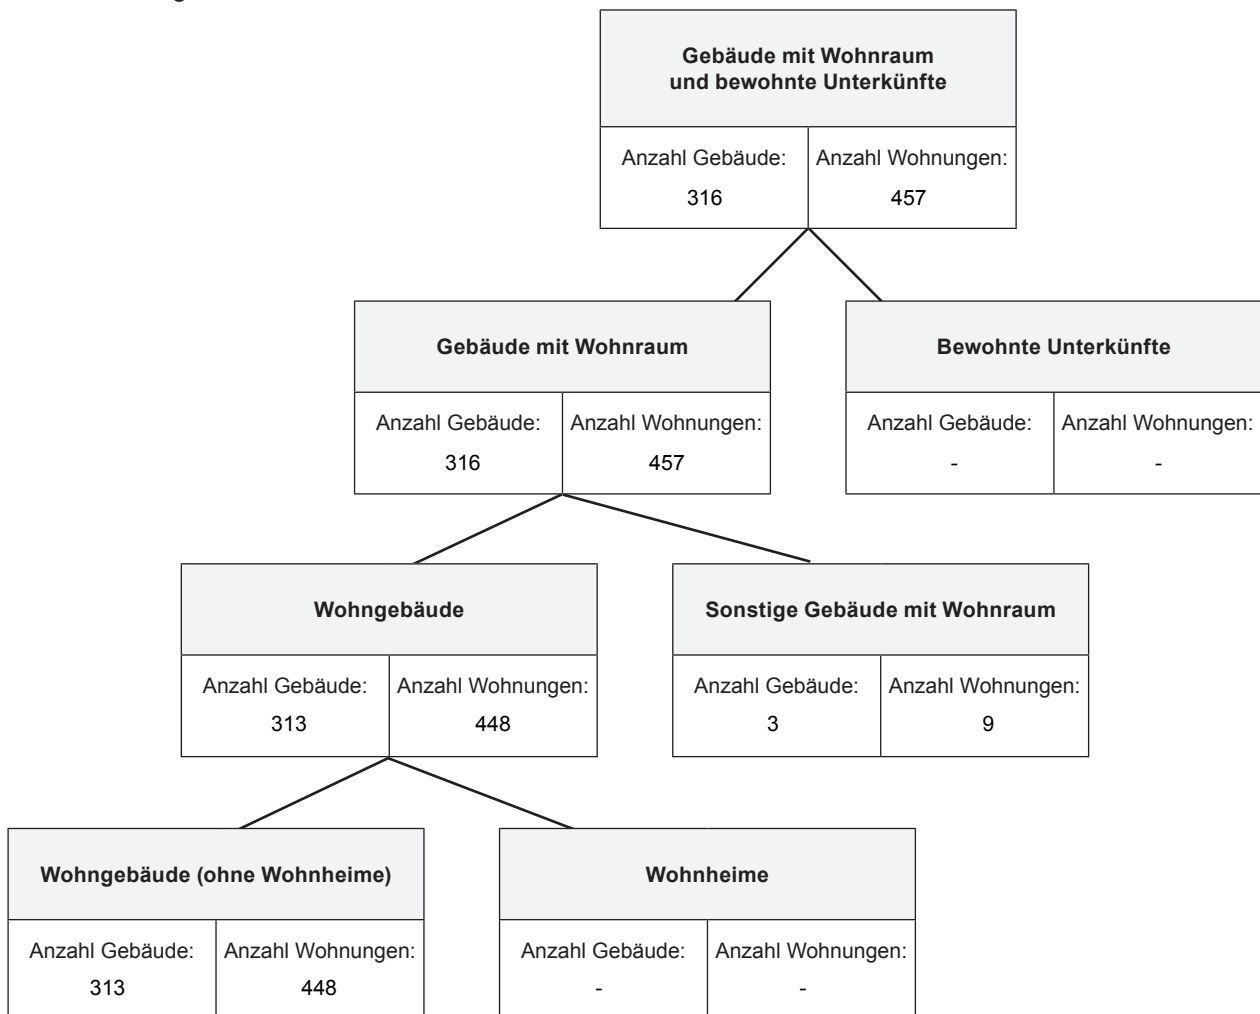 Gebäude mit Wohnraum
und bewohnte Unterkünfte
Anzahl Gebäude: Anzahl Wohnungen:
316 457
Gebäude mit Wohnraum Bewohnte Unterkünfte
Anzahl Gebäude: Anzahl Wohnungen: Anzahl Gebäude: Anzahl Wohnungen:
316 457 - -
Wohngebäude Sonstige Gebäude mit Wohnraum
Anzahl Gebäude: Anzahl Wohnungen: Anzahl Gebäude: Anzahl Wohnungen:
313 448 3 9
Wohngebäude (ohne Wohnheime) Wohnheime
Anzahl Gebäude: Anzahl Wohnungen: Anzahl Gebäude: Anzahl Wohnungen:
313 448 - -